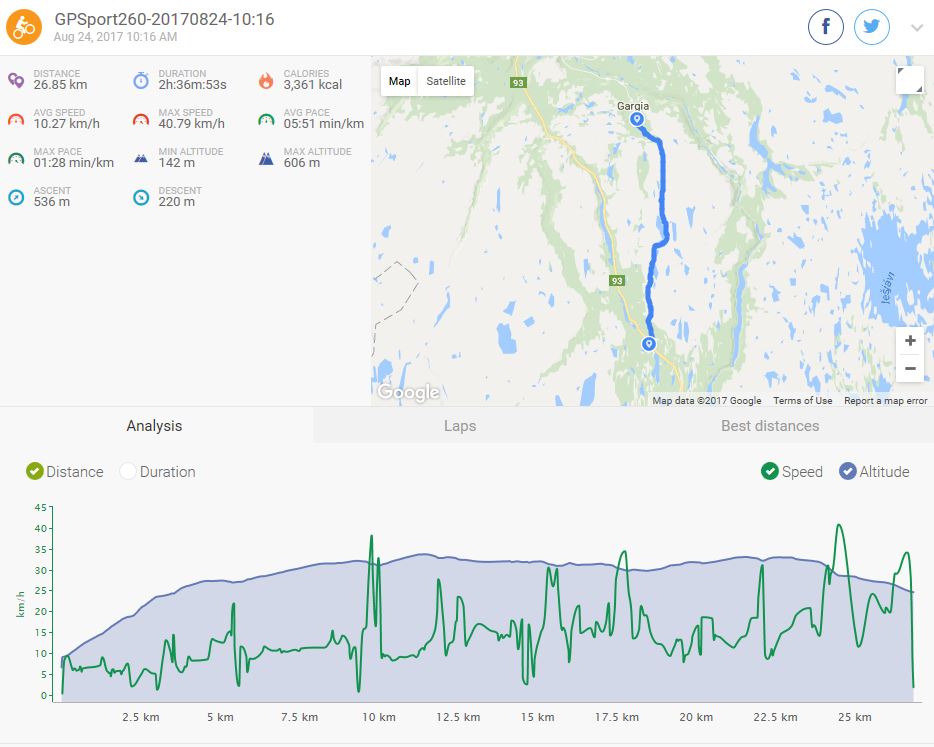 GPSport260-20170824-10:16
Aug 24, 2017 10:16 AM
f
DISTANCE DURATION CALORIES
26.85 km 2h:36m:53s 3,361 kcal
AVG SPEED MAX SPEED AVG PACE
10.27 km/h 40.79 km/h 05:51 min/km
MAX PACE MIN ALTITUDE MAX ALTITUDE
01:28 min/km 142 m 606 m
ASCENT DESCENT
536 m 220 m
Map Satellite
93
Gargia
93
Iešjávri
+
−
Google
Map data ©2017 Google Terms of Use Report a map error
Analysis Laps Best distances
Distance Duration Speed Altitude
45
40
35
30
25
20
15
10
5
0
km/h
2.5 km 5 km 7.5 km 10 km 12.5 km 15 km 17.5 km 20 km 22.5 km 25 km